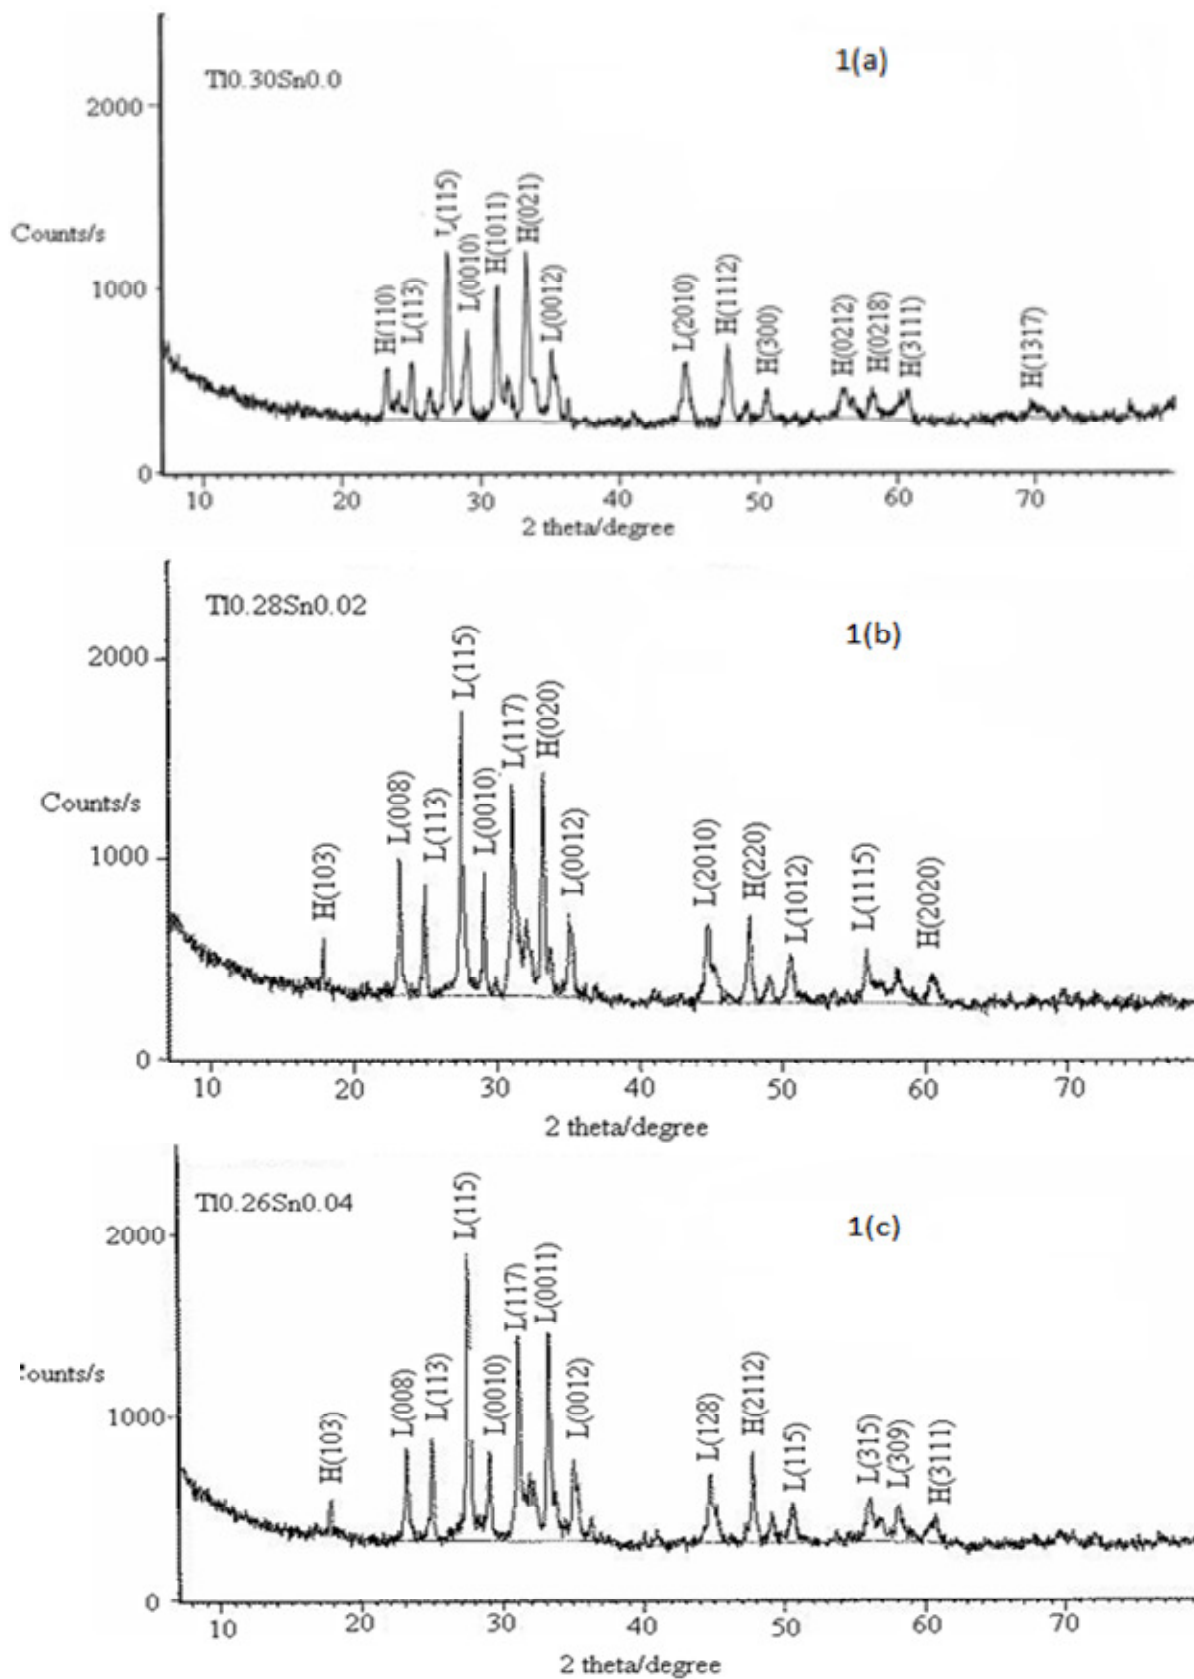 Tl0.30Sn0.0
1(a)
2000
Counts/s
1000
0
H(110)
L(113)
L(115)
L(0010)
H(1011)
H(021)
L(0012)
L(2010)
H(1112)
H(300)
H(0212)
H(0218)
H(3111)
H(1317)
10 20 30 40 50 60 70
2 theta/degree
Tl0.28Sn0.02
1(b)
2000
Counts/s
1000
0
H(103)
L(008)
L(113)
L(115)
L(0010)
L(117)
H(020)
L(0012)
L(2010)
H(220)
L(1012)
L(1115)
H(2020)
10 20 30 40 50 60 70
2 theta/degree
Tl0.26Sn0.04
1(c)
2000
ounts/s
1000
0
H(103)
L(008)
L(113)
L(115)
L(0010)
L(117)
L(0011)
L(0012)
L(128)
H(2112)
L(115)
L(315)
L(309)
H(3111)
10 20 30 40 50 60 70
2 theta/degree